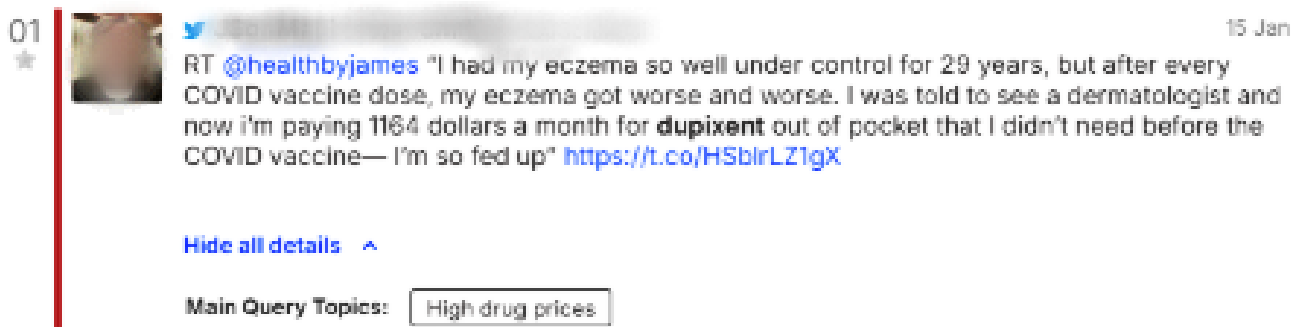 01
15 Jan
RT @healthbyjames "I had my eczema so well under control for 29 years, but after every
COVID vaccine dose, my eczema got worse and worse. I was told to see a dermatologist and
now i'm paying 1164 dollars a month for dupixent out of pocket that I didn't need before the
COVID vaccine— I'm so fed up" https://t.co/HSblrLZ1gX
Hide all details
Main Query Topics: High drug prices